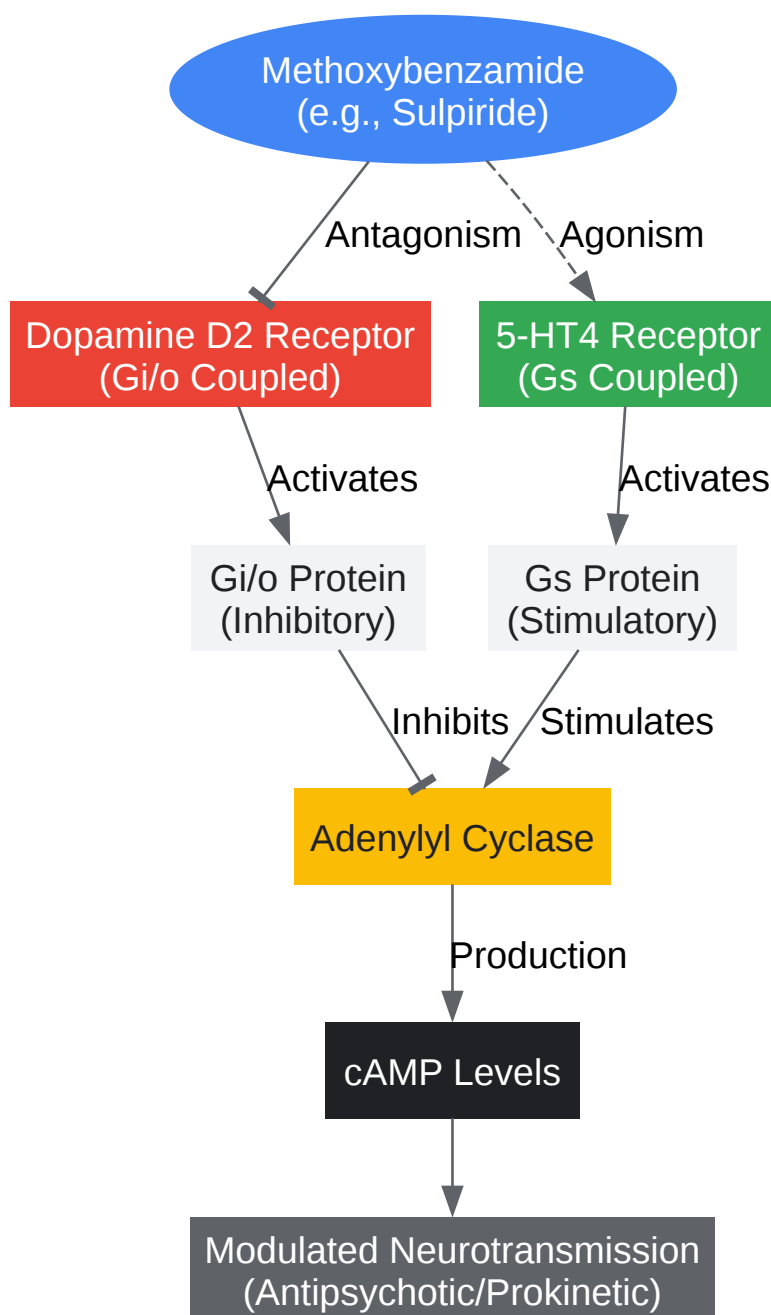 Methoxybenzamide
(e.g., Sulpiride)
Antagonism
Agonism
Dopamine D2 Receptor
(Gi/o Coupled)
5-HT4 Receptor
(Gs Coupled)
Activates
Activates
Gi/o Protein
(Inhibitory)
Gs Protein
(Stimulatory)
Inhibits
Stimulates
Adenylyl Cyclase
Production
cAMP Levels
Modulated Neurotransmission
(Antipsychotic/Prokinetic)